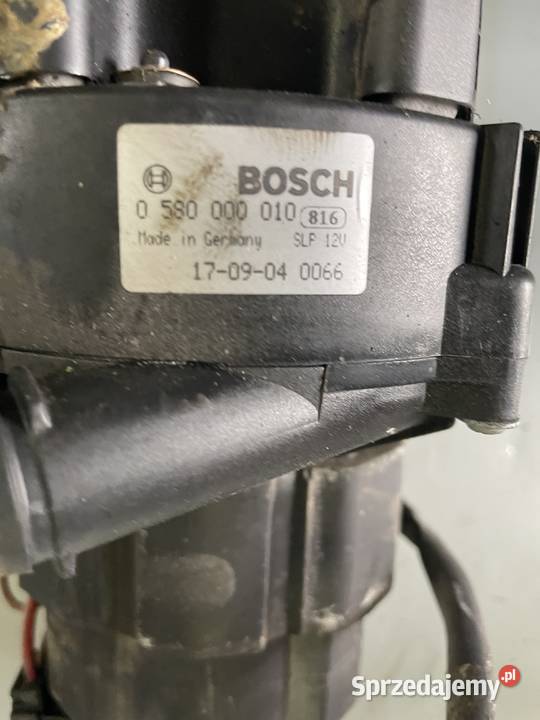 BOSCH
0 580 000 010 816
Made in Germany SLP 12V
17-09-04 0066
Sprzedajemy.pl